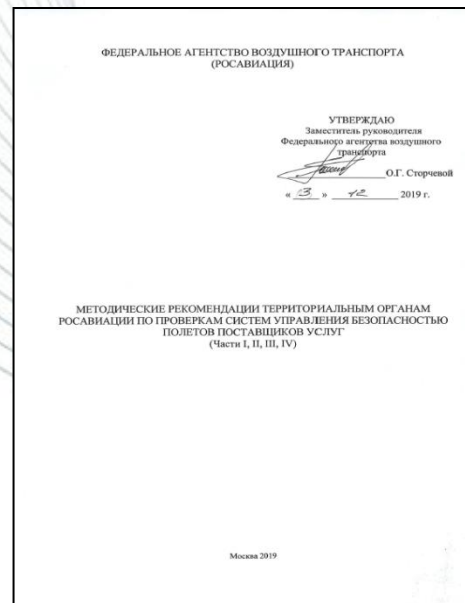 ФЕДЕРАЛЬНОЕ АГЕНТСТВО ВОЗДУШНОГО ТРАНСПОРТА
(РОСАВИАЦИЯ)
УТВЕРЖДАЮ
Заместитель руководителя
Федерального агентства воздушного
транспорта
О.Г. Сторчевой
« 3 » 12 2019 г.
МЕТОДИЧЕСКИЕ РЕКОМЕНДАЦИИ ТЕРРИТОРИАЛЬНЫМ ОРГАНАМ
РОСАВИАЦИИ ПО ПРОВЕРКАМ СИСТЕМ УПРАВЛЕНИЯ БЕЗОПАСНОСТЬЮ
ПОЛЕТОВ ПОСТАВЩИКОВ УСЛУГ
(Части I, II, III, IV)
Москва 2019